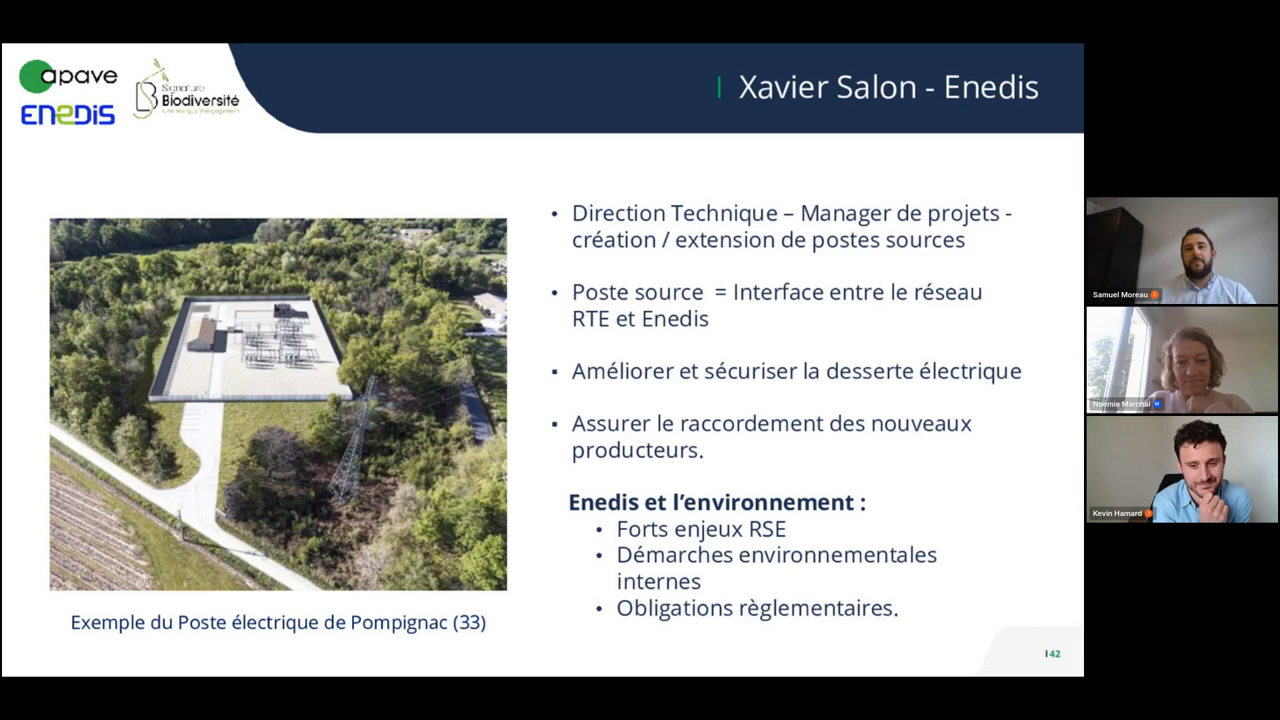 apave
ENEDIS
Signature
Biodiversité
Une marque d'engagement
Xavier Salon - Enedis
• Direction Technique – Manager de projets -
création / extension de postes sources
• Poste source = Interface entre le réseau
RTE et Enedis
▪ Améliorer et sécuriser la desserte électrique
▪ Assurer le raccordement des nouveaux
producteurs.
Enedis et l'environnement :
• Forts enjeux RSE
• Démarches environnementales
internes
• Obligations règlementaires.
Exemple du Poste électrique de Pompignac (33)
42
Samuel Moreau
Noémie Marchal
Kevin Hamard